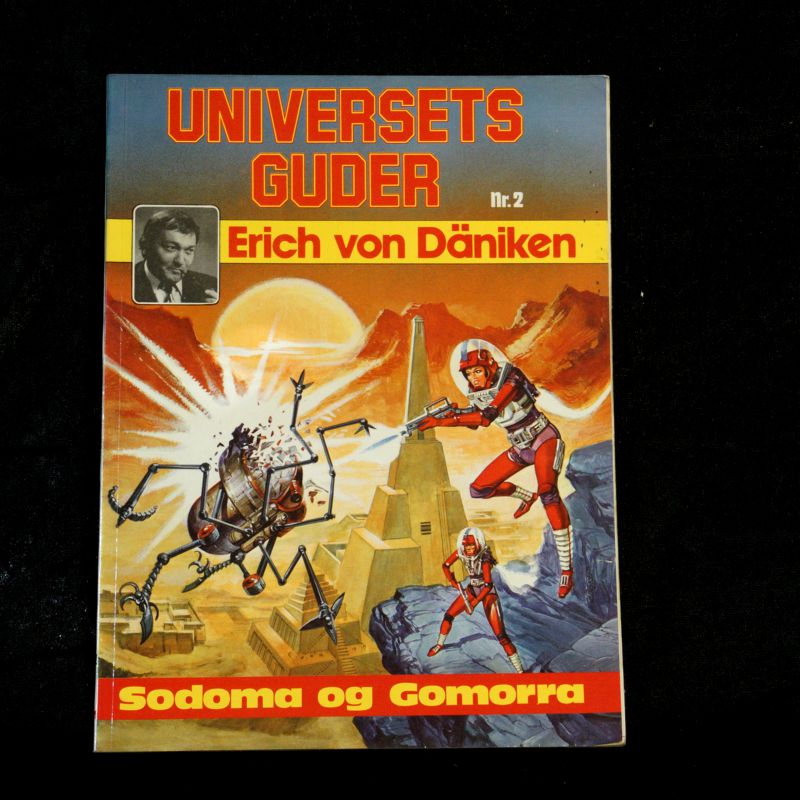 UNIVERSETS
GUDER
Nr.2
Erich von Däniken
Sodoma og Gomorra